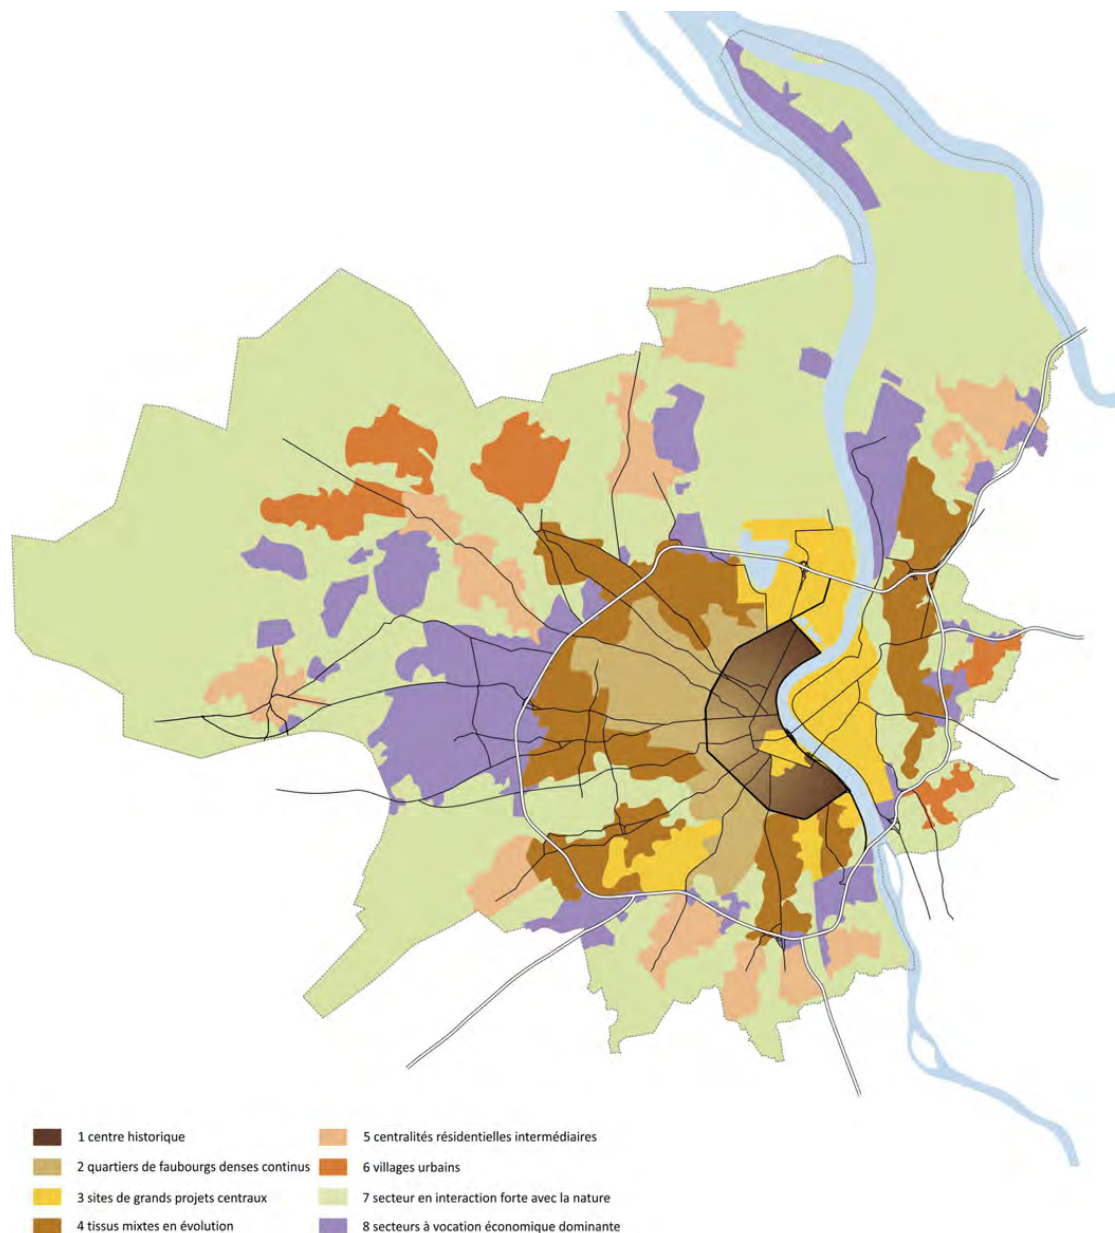 1 centre historique
2 quartiers de faubourgs denses continus
3 sites de grands projets centraux
4 tissus mixtes en évolution
5 centralités résidentielles intermédiaires
6 villages urbains
7 secteur en interaction forte avec la nature
8 secteurs à vocation économique dominante